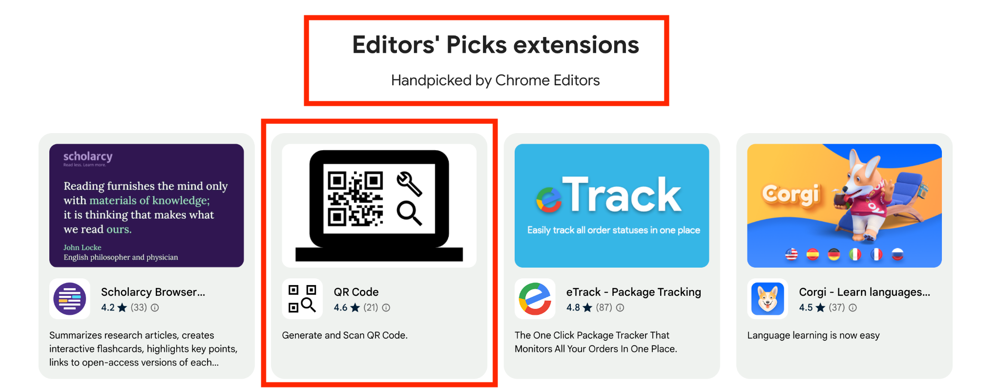 Editors' Picks extensions
Handpicked by Chrome Editors
scholarcy
Read less. Learn more.
Reading furnishes the mind only
with materials of knowledge;
it is thinking that makes what
we read ours.
John Locke
English philosopher and physician
Scholarcy Browser...
4.2 ★ (33)
Summarizes research articles, creates
interactive flashcards, highlights key points,
links to open-access versions of each...
QR Code
4.6 ★ (21)
Generate and Scan QR Code.
eTrack
Easily track all order statuses in one place
eTrack - Package Tracking
4.8 ★ (87)
The One Click Package Tracker That
Monitors All Your Orders In One Place.
Corgi
Corgi - Learn languages...
4.5 ★ (37)
Language learning is now easy